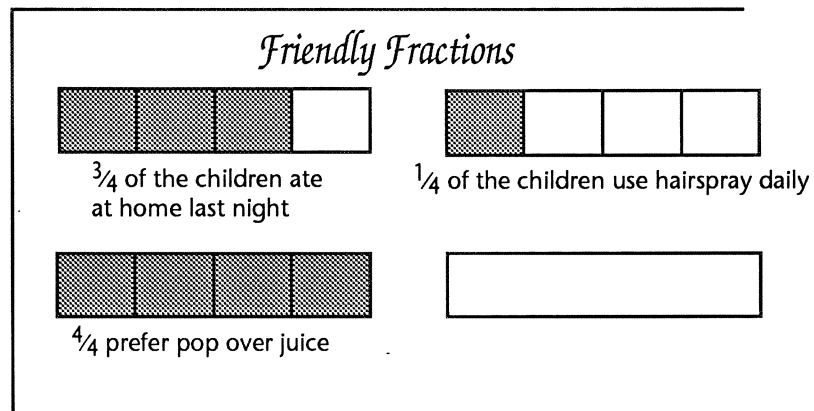 Friendly Fractions
3/4 of the children ate
at home last night
1/4 of the children use hairspray daily
4/4 prefer pop over juice